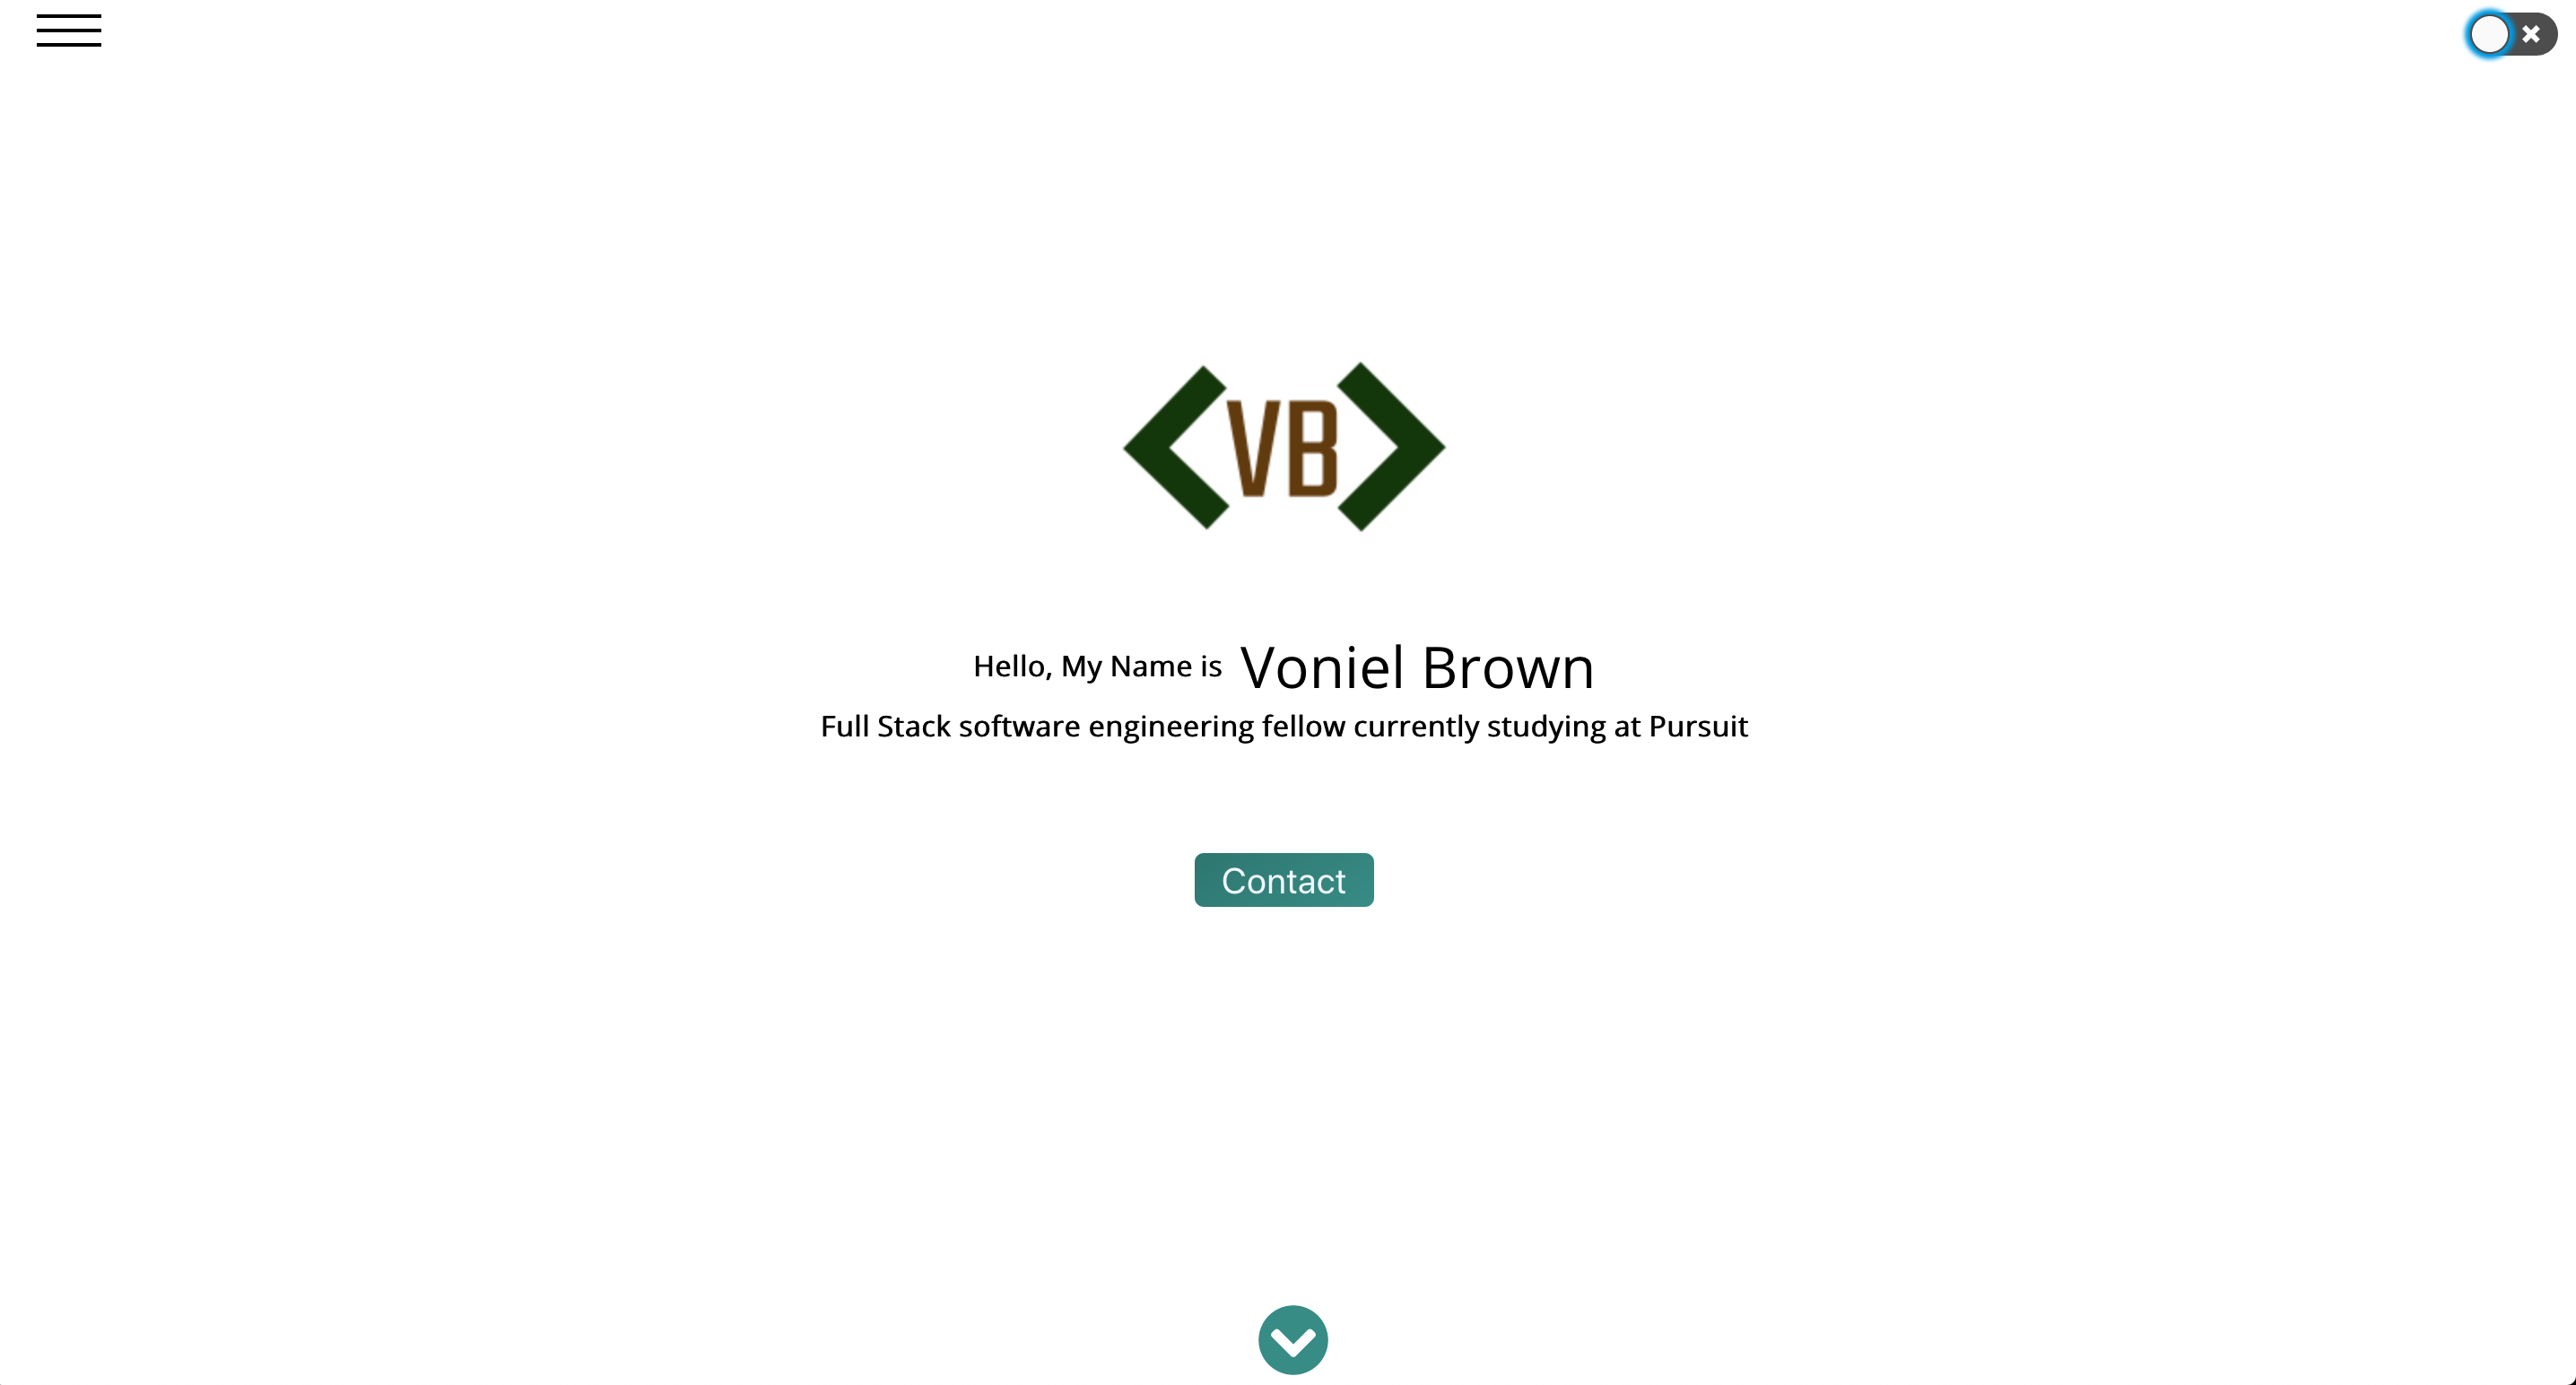 <VB>
Hello, My Name is Voniel Brown
Full Stack software engineering fellow currently studying at Pursuit
Contact